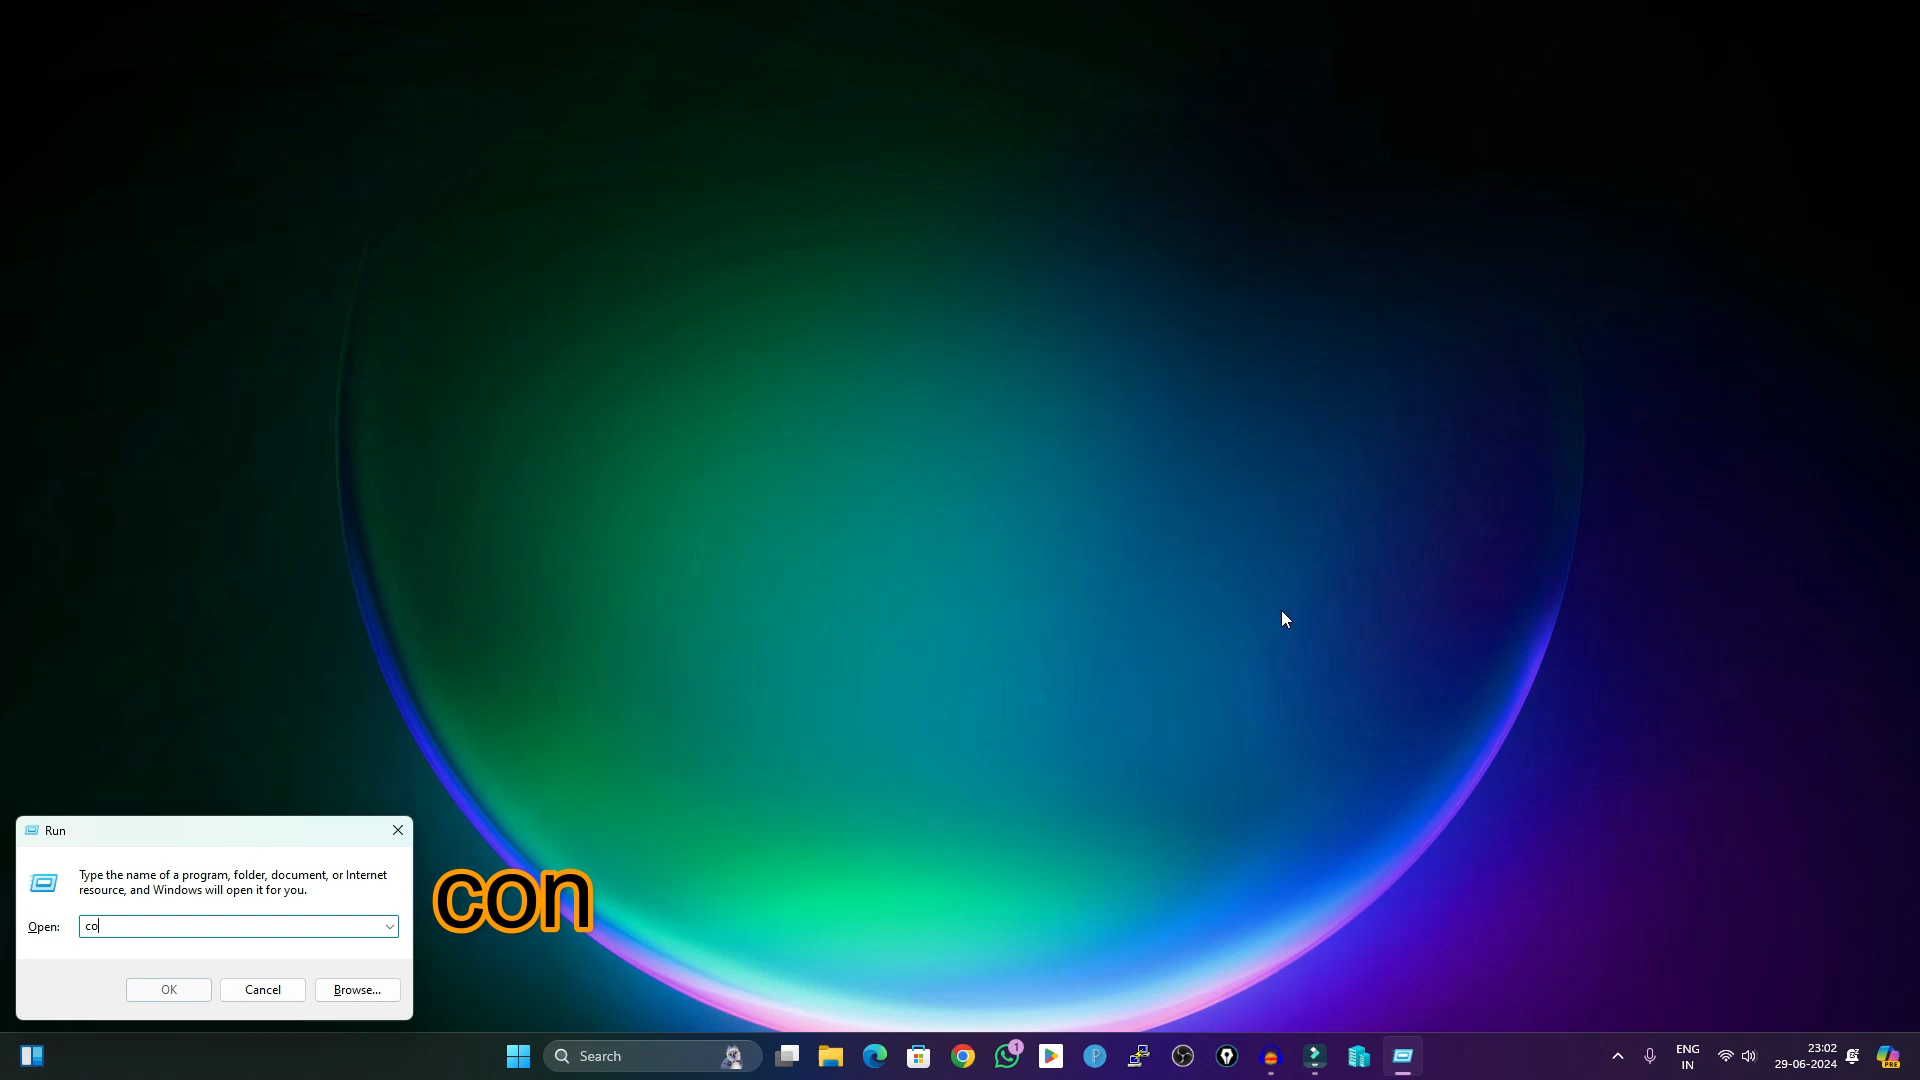 Run
Type the name of a program, folder, document, or Internet
resource, and Windows will open it for you.
Open:
co
con
OK
Cancel
Browse...
Search
1
P
ENG
IN
23:02
29-06-2024
PRE